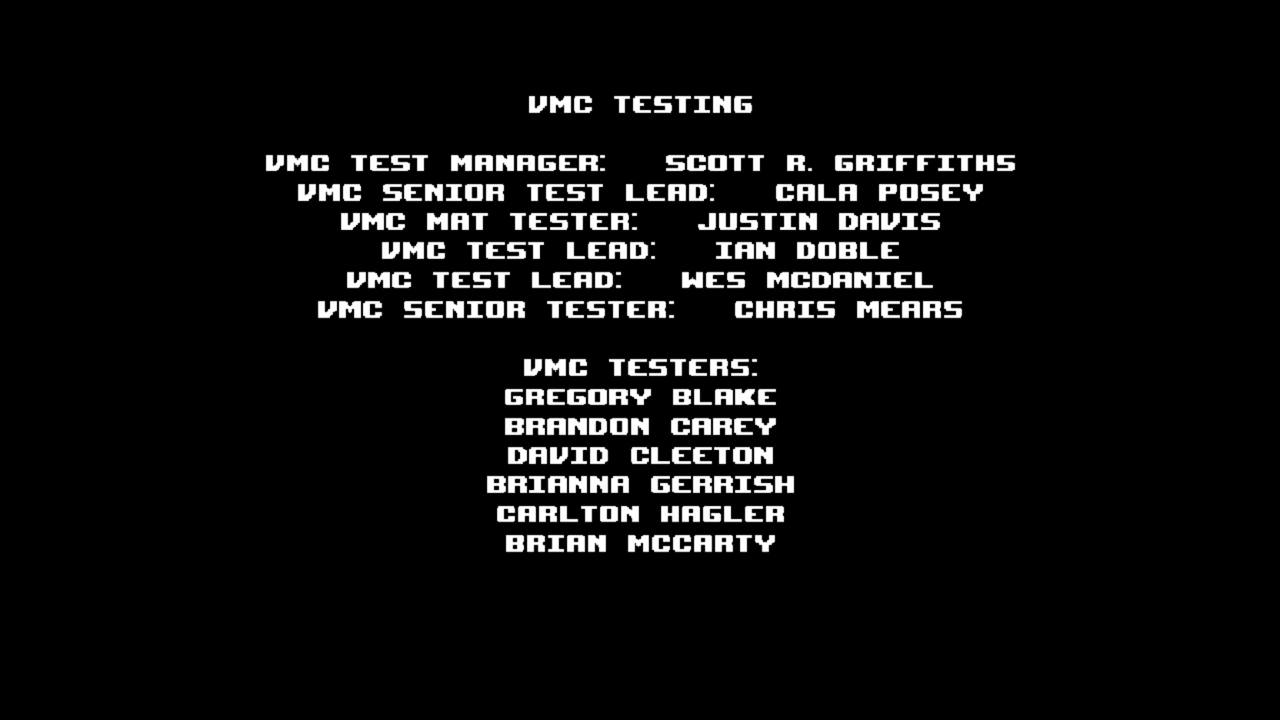 VMC TESTING
VMC TEST MANAGER: SCOTT R. GRIFFITHS
VMC SENIOR TEST LEAD: CALA POSEY
VMC MAT TESTER: JUSTIN DAVIS
VMC TEST LEAD: IAN DOBLE
VMC TEST LEAD: WES MCDANIEL
VMC SENIOR TESTER: CHRIS MEARS
VMC TESTERS:
GREGORY BLAKE
BRANDON CAREY
DAVID CLEETON
BRIANNA GERRISH
CARLTON HAGLER
BRIAN MCCARTY